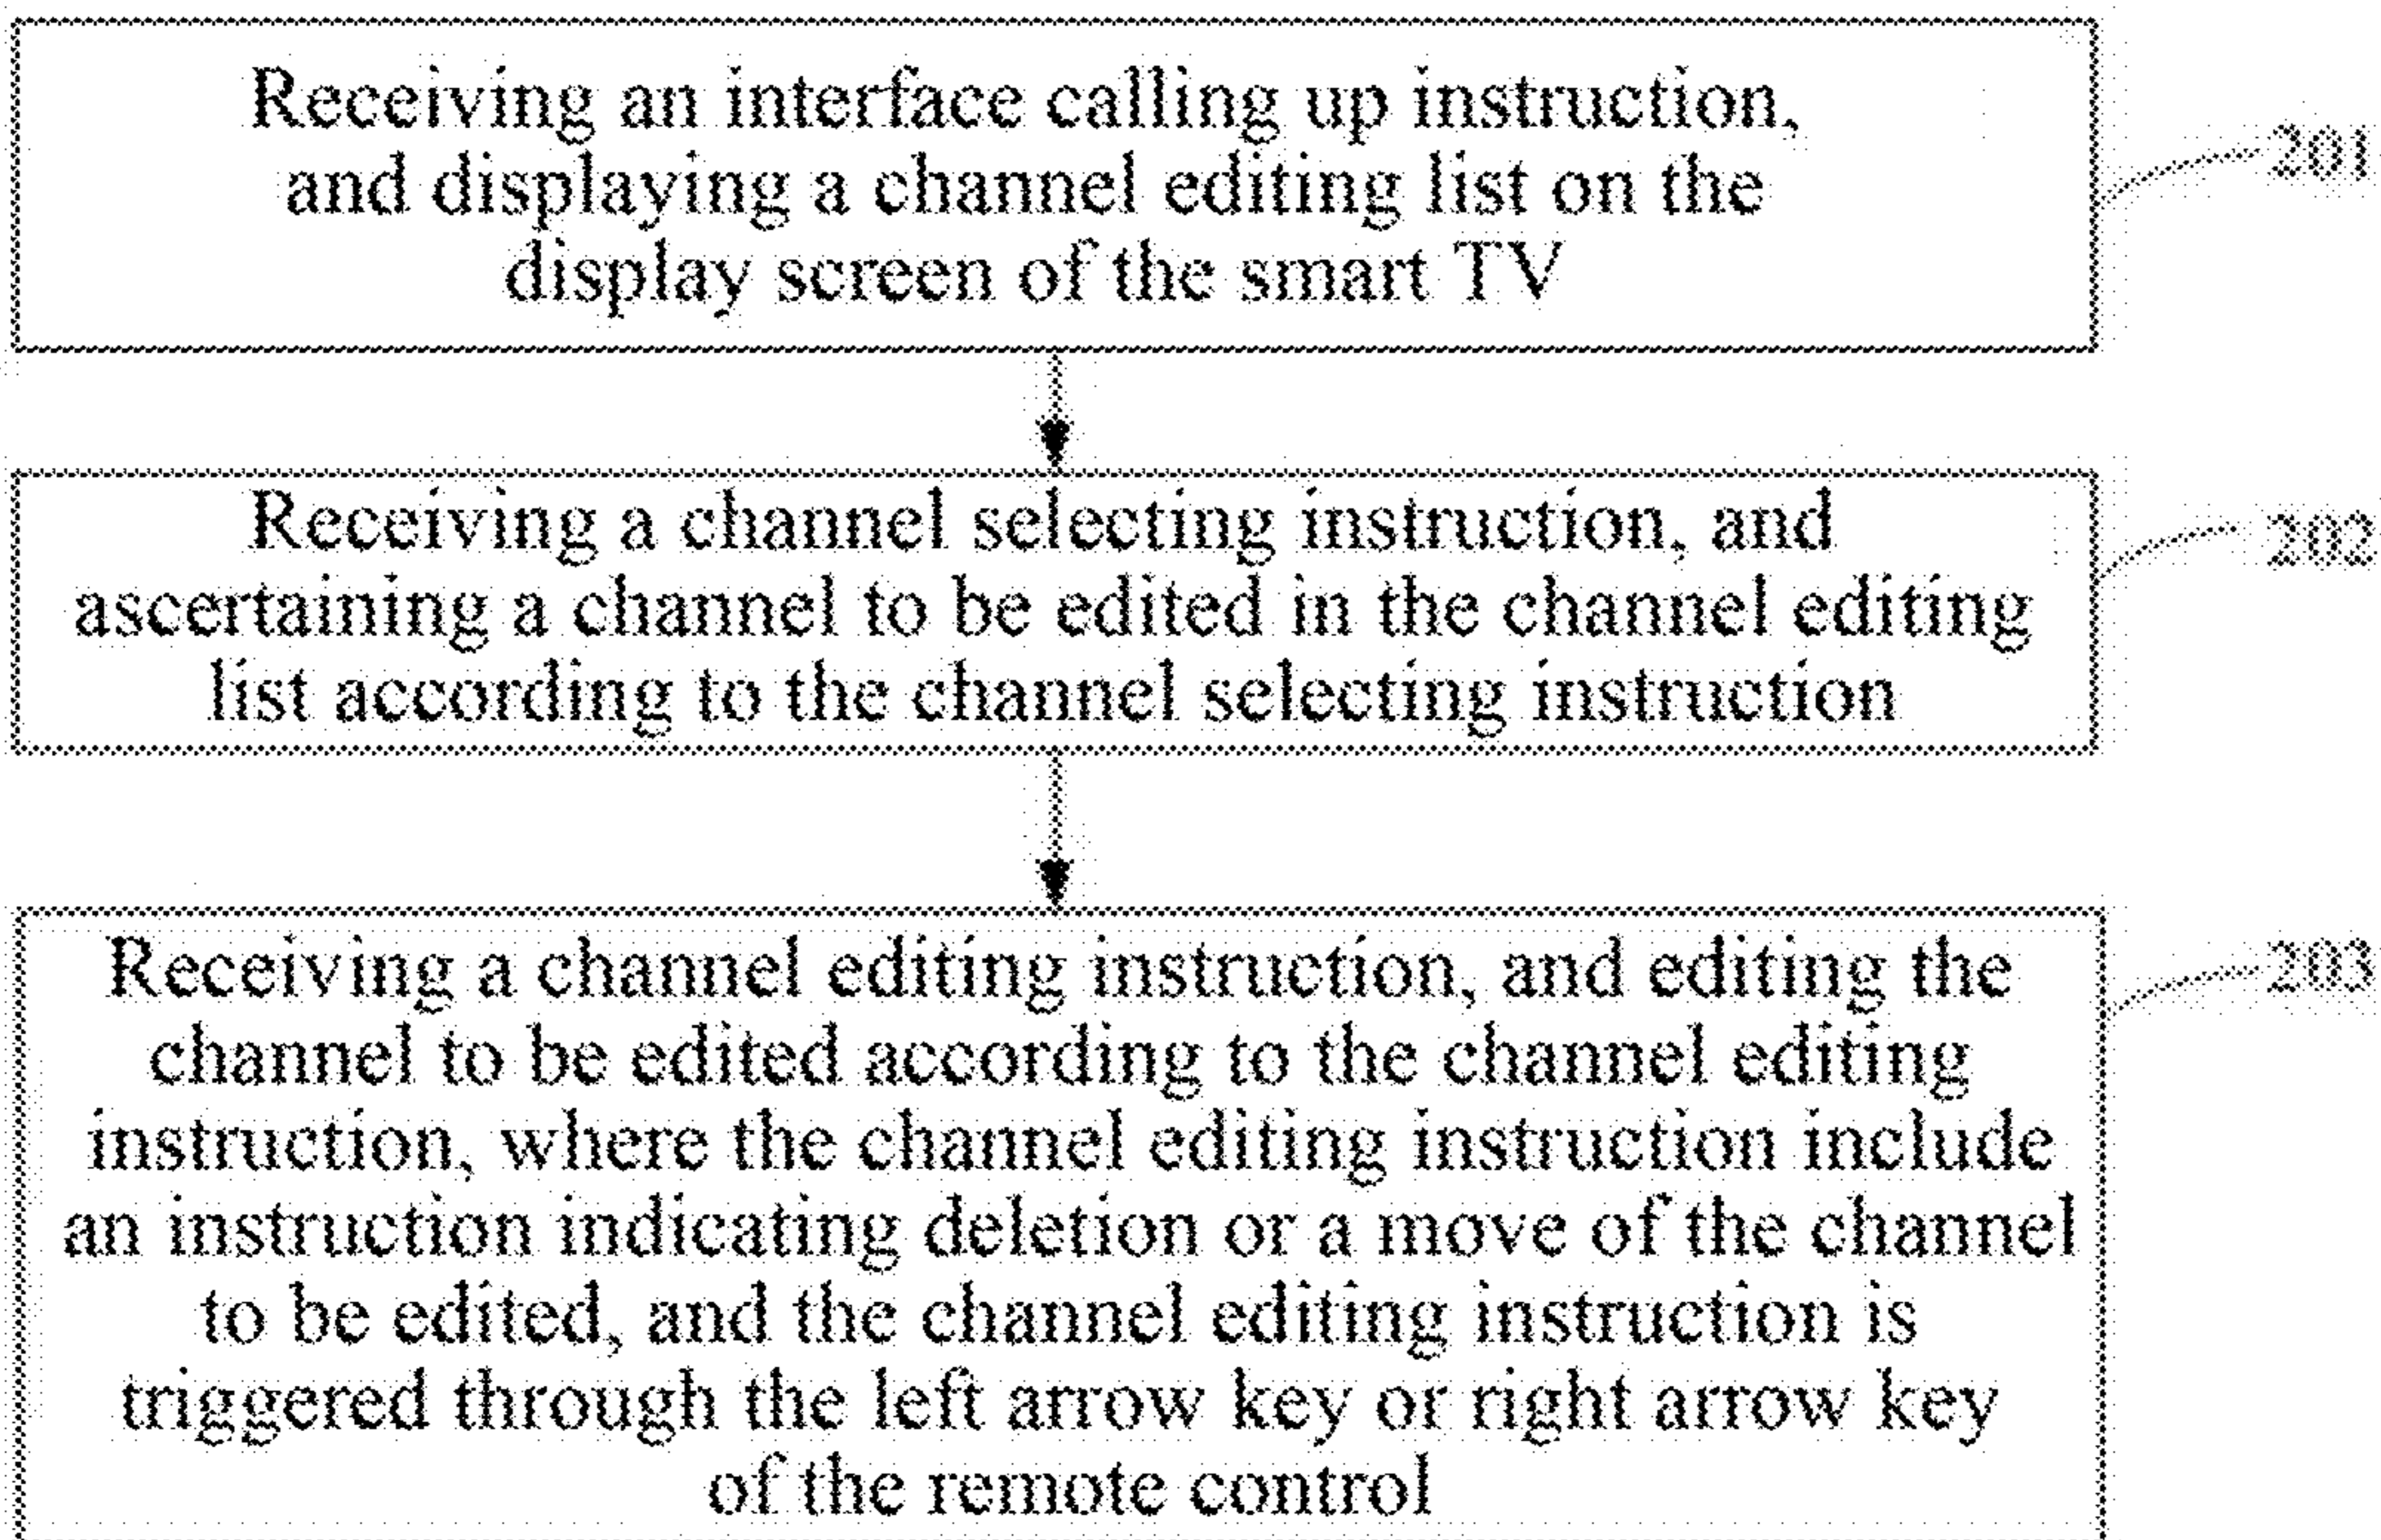 Receiving an interface calling up instruction,
and displaying a channel editing list on the
display screen of the smart TV
201
Receiving a channel selecting instruction, and
ascertaining a channel to be edited in the channel editing
list according to the channel selecting instruction
202
Receiving a channel editing instruction, and editing the
channel to be edited according to the channel editing
instruction, where the channel editing instruction include
an instruction indicating deletion or a move of the channel
to be edited, and the channel editing instruction is
triggered through the left arrow key or right arrow key
of the remote control
203